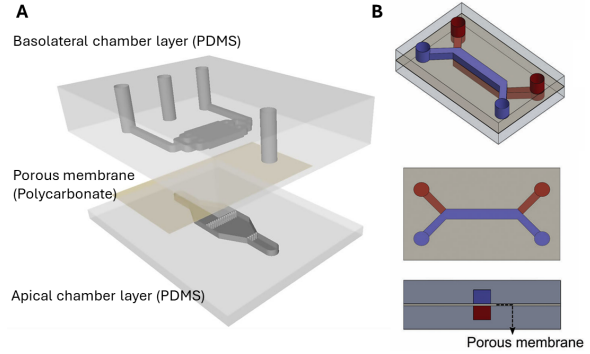 A
B
Basolateral chamber layer (PDMS)
Porous membrane
(Polycarbonate)
Apical chamber layer (PDMS)
Porous membrane